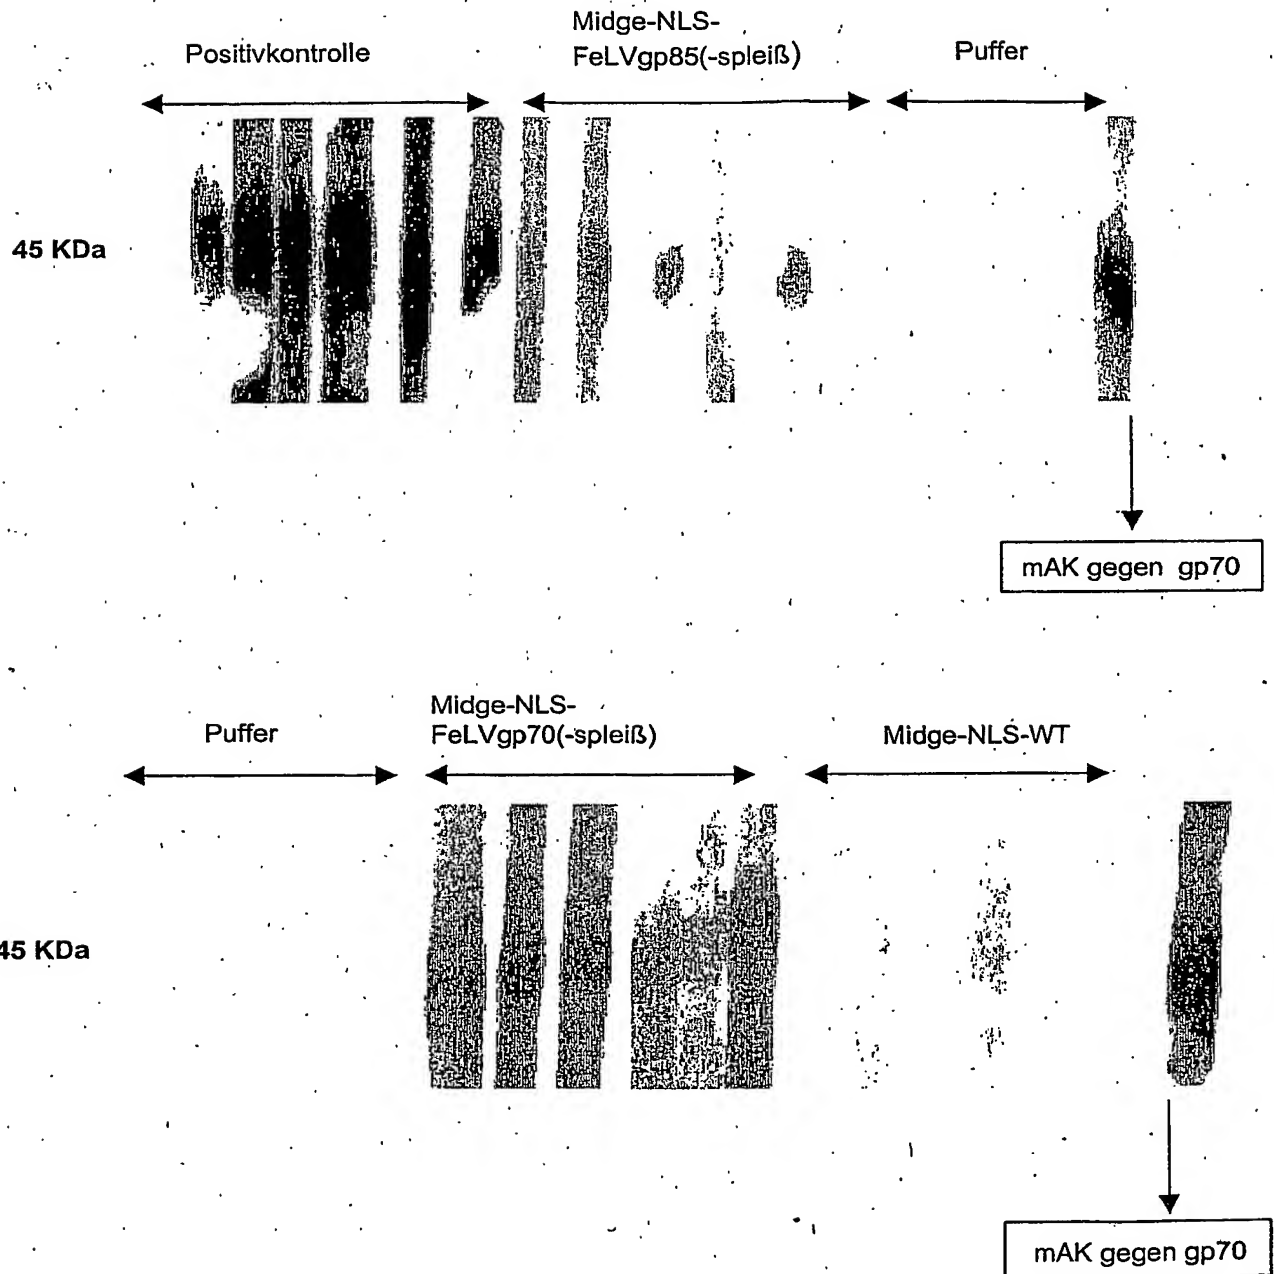 Positivkontrolle
Midge-NLS-
FeLVgp85(-spleiß)
Puffer
45 KDa
mAK gegen gp70
Puffer
Midge-NLS-
FeLVgp70(-spleiß)
Midge-NLS-WT
45 KDa
mAK gegen gp70